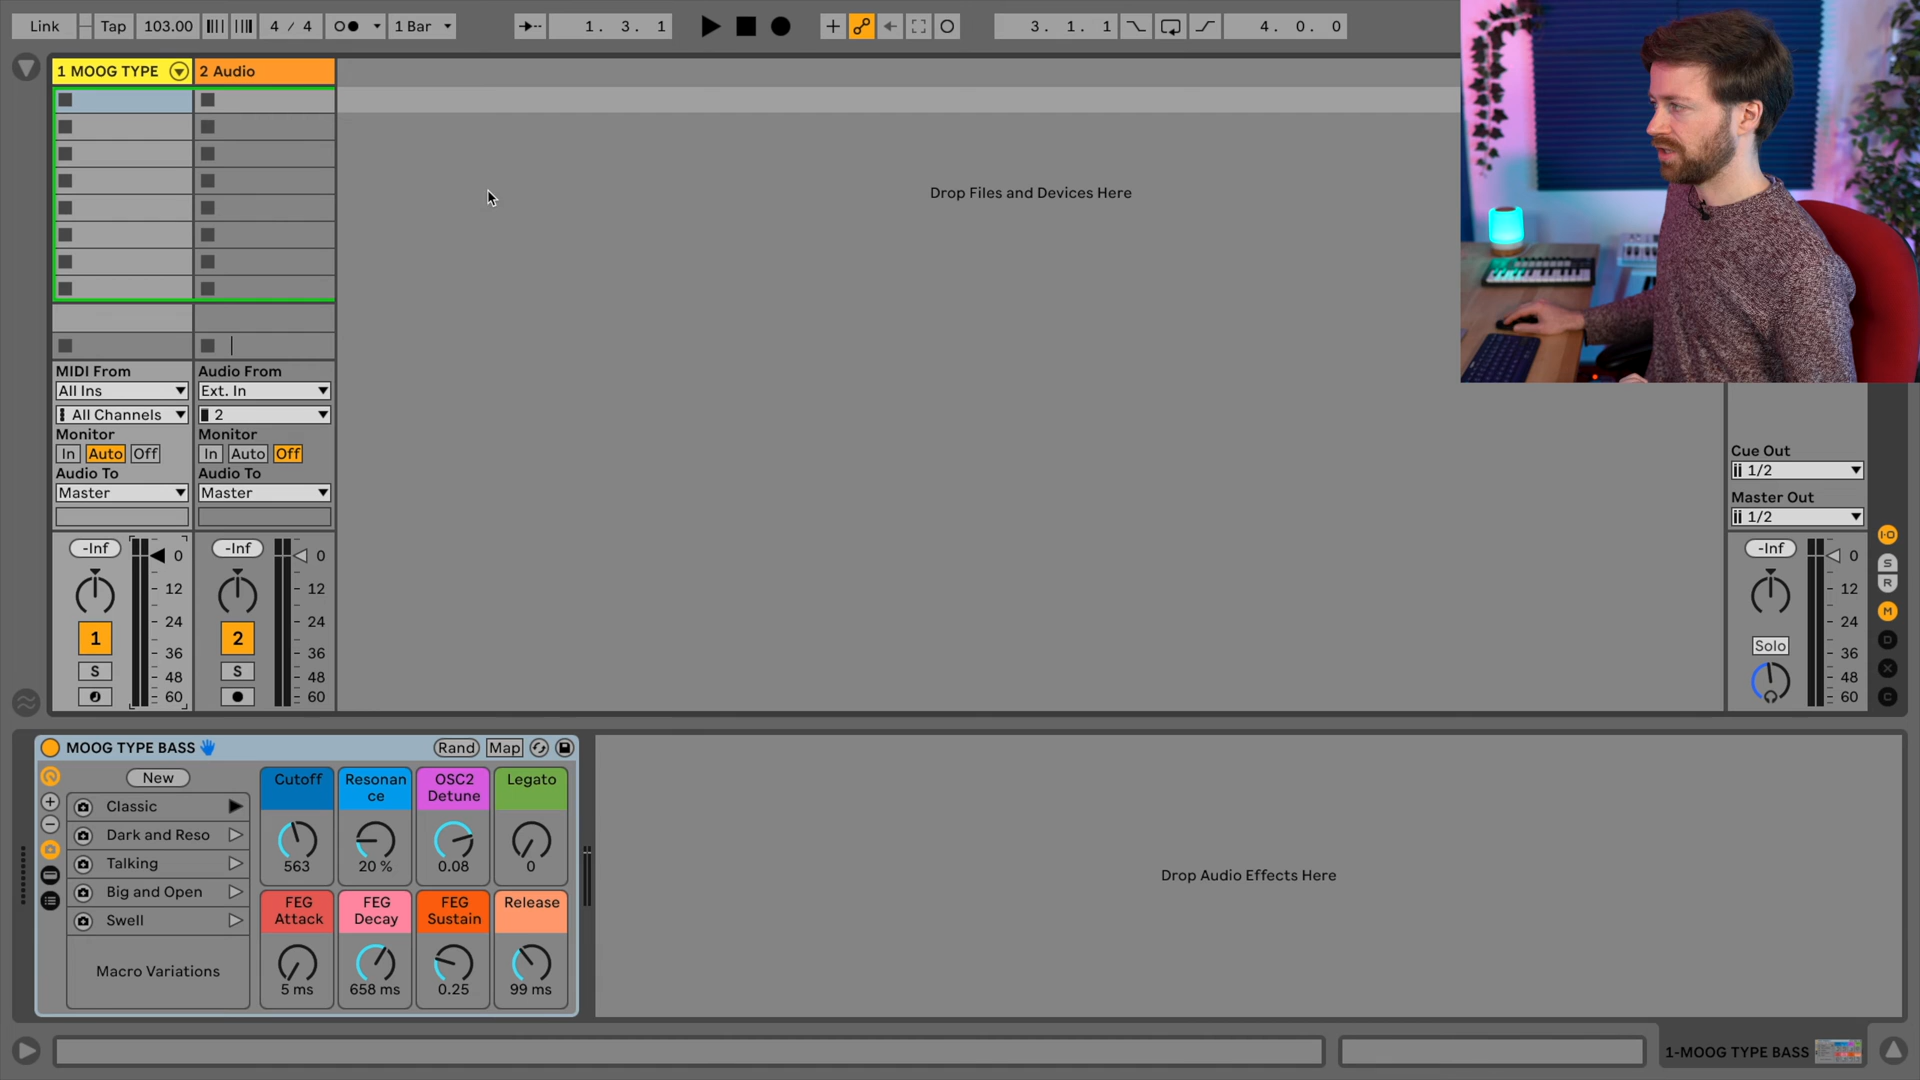 Link Tap 103.00 4 / 4 1 Bar 1. 3. 1 3. 1. 1 4. 0. 0
1 MOOG TYPE 2 Audio
Drop Files and Devices Here
MIDI From Audio From
All Ins Ext. In
All Channels 2
Monitor Monitor
In Auto Off In Auto Off
Audio To Audio To
Master Master
Cue Out
1/2
Master Out
1/2
-Inf 0 -Inf 0 -Inf 0
12 12 12
24 24 24
1 2
36 36 Solo 36
S S
48 48 48
60 60 60
I·O
S
R
M
D
X
C
MOOG TYPE BASS Rand Map
New
Classic
Dark and Reso
Talking
Big and Open
Swell
Macro Variations
Cutoff Resonan
ce OSC2
Detune Legato
563 20 % 0.08 0
FEG
Attack FEG
Decay FEG
Sustain Release
5 ms 658 ms 0.25 99 ms
Drop Audio Effects Here
1-MOOG TYPE BASS